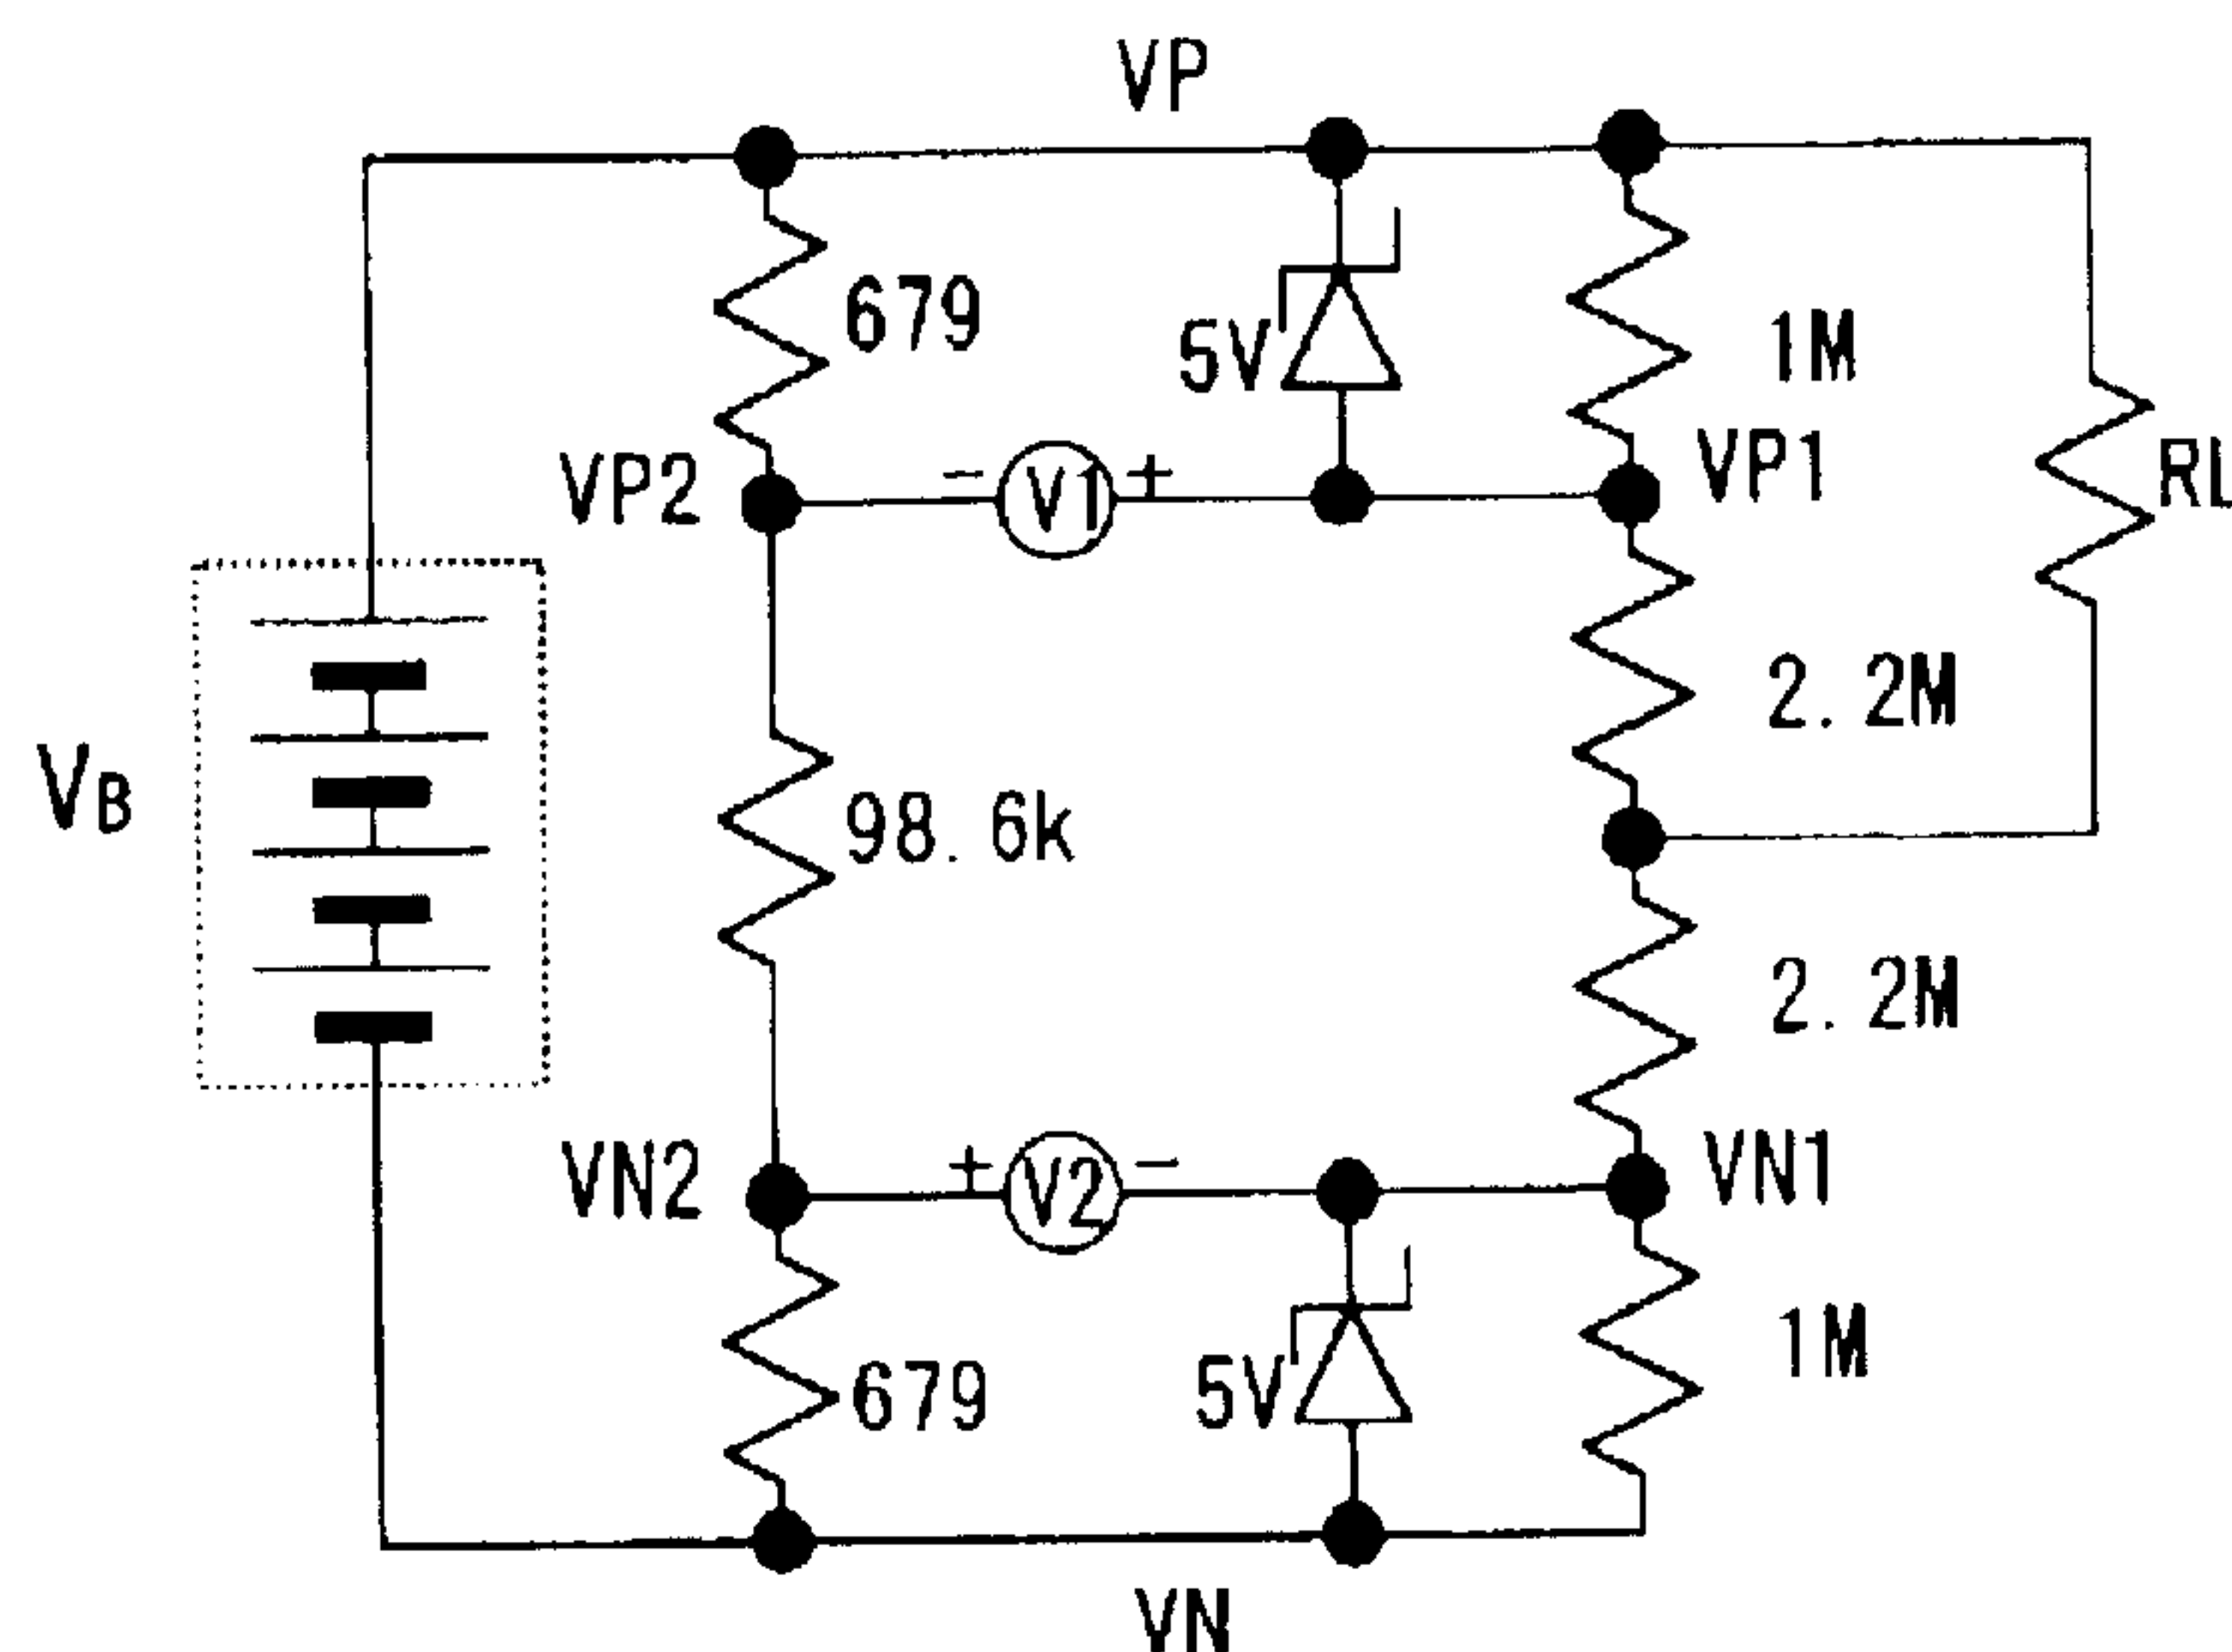 VP
679
5V
1M
VP2
- V1 +
VP1
RL
VB
98.6k
2.2M
2.2M
VN2
+ V2 -
VN1
679
5V
1M
VN